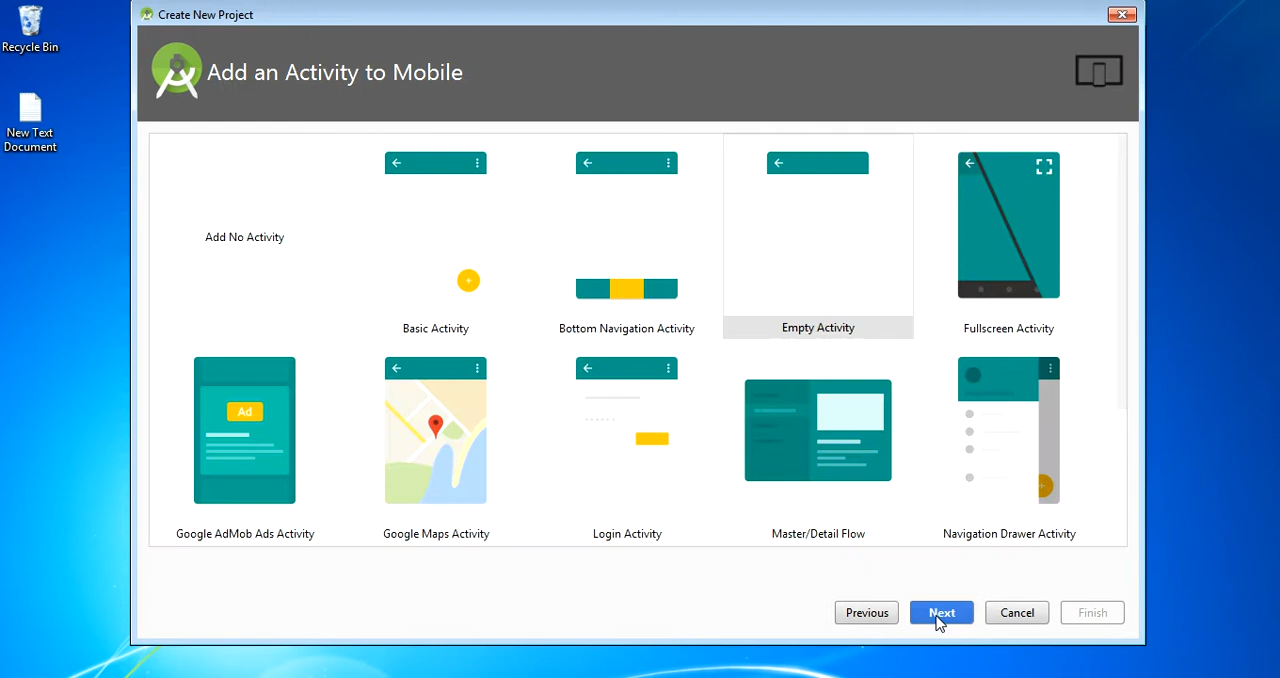 Recycle Bin
New Text
Document
Create New Project
Add an Activity to Mobile
Add No Activity
Basic Activity
Bottom Navigation Activity
Empty Activity
Fullscreen Activity
Ad
Google AdMob Ads Activity
Google Maps Activity
Login Activity
Master/Detail Flow
Navigation Drawer Activity
Previous
Next
Cancel
Finish